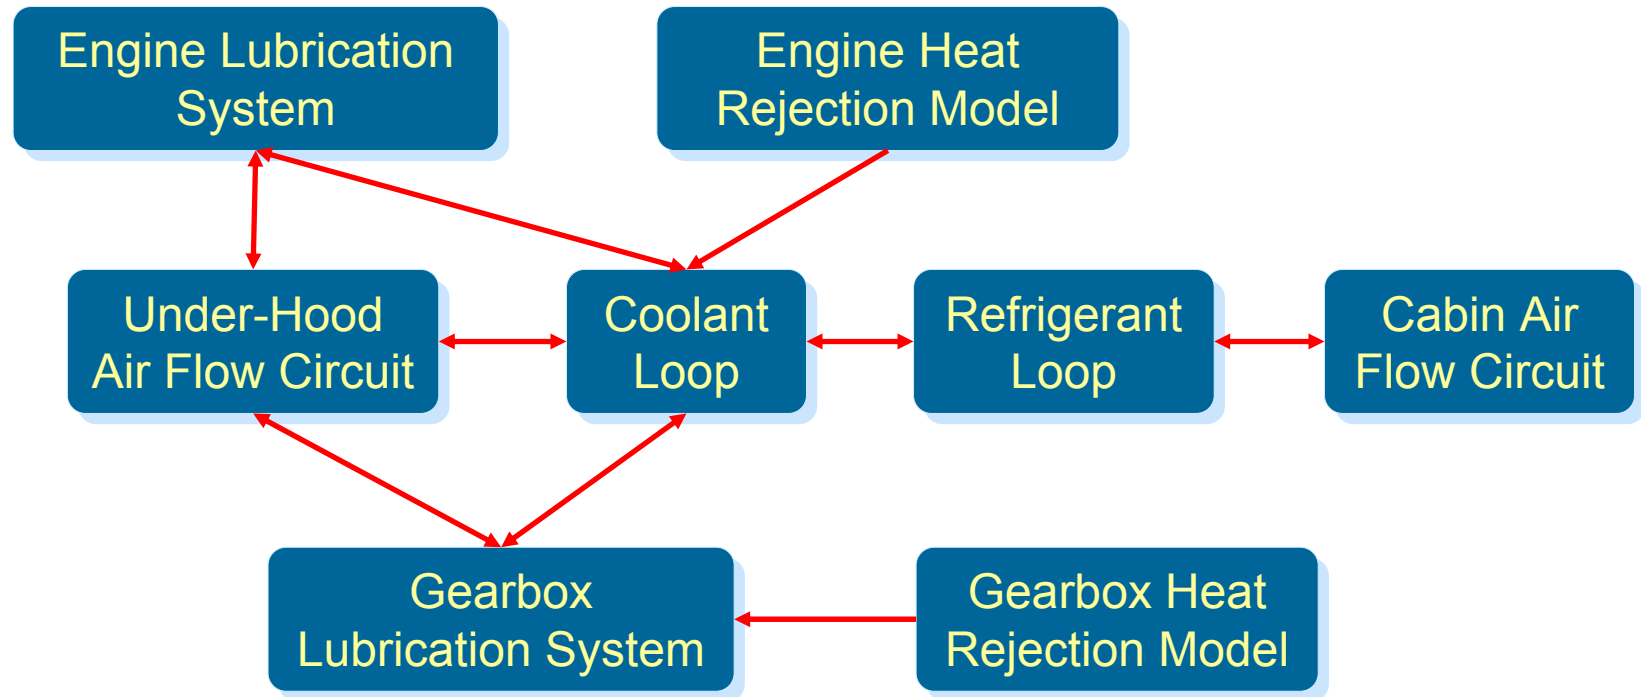 Engine Lubrication
System
Engine Heat
Rejection Model
Under-Hood
Air Flow Circuit
Coolant
Loop
Refrigerant
Loop
Cabin Air
Flow Circuit
Gearbox
Lubrication System
Gearbox Heat
Rejection Model